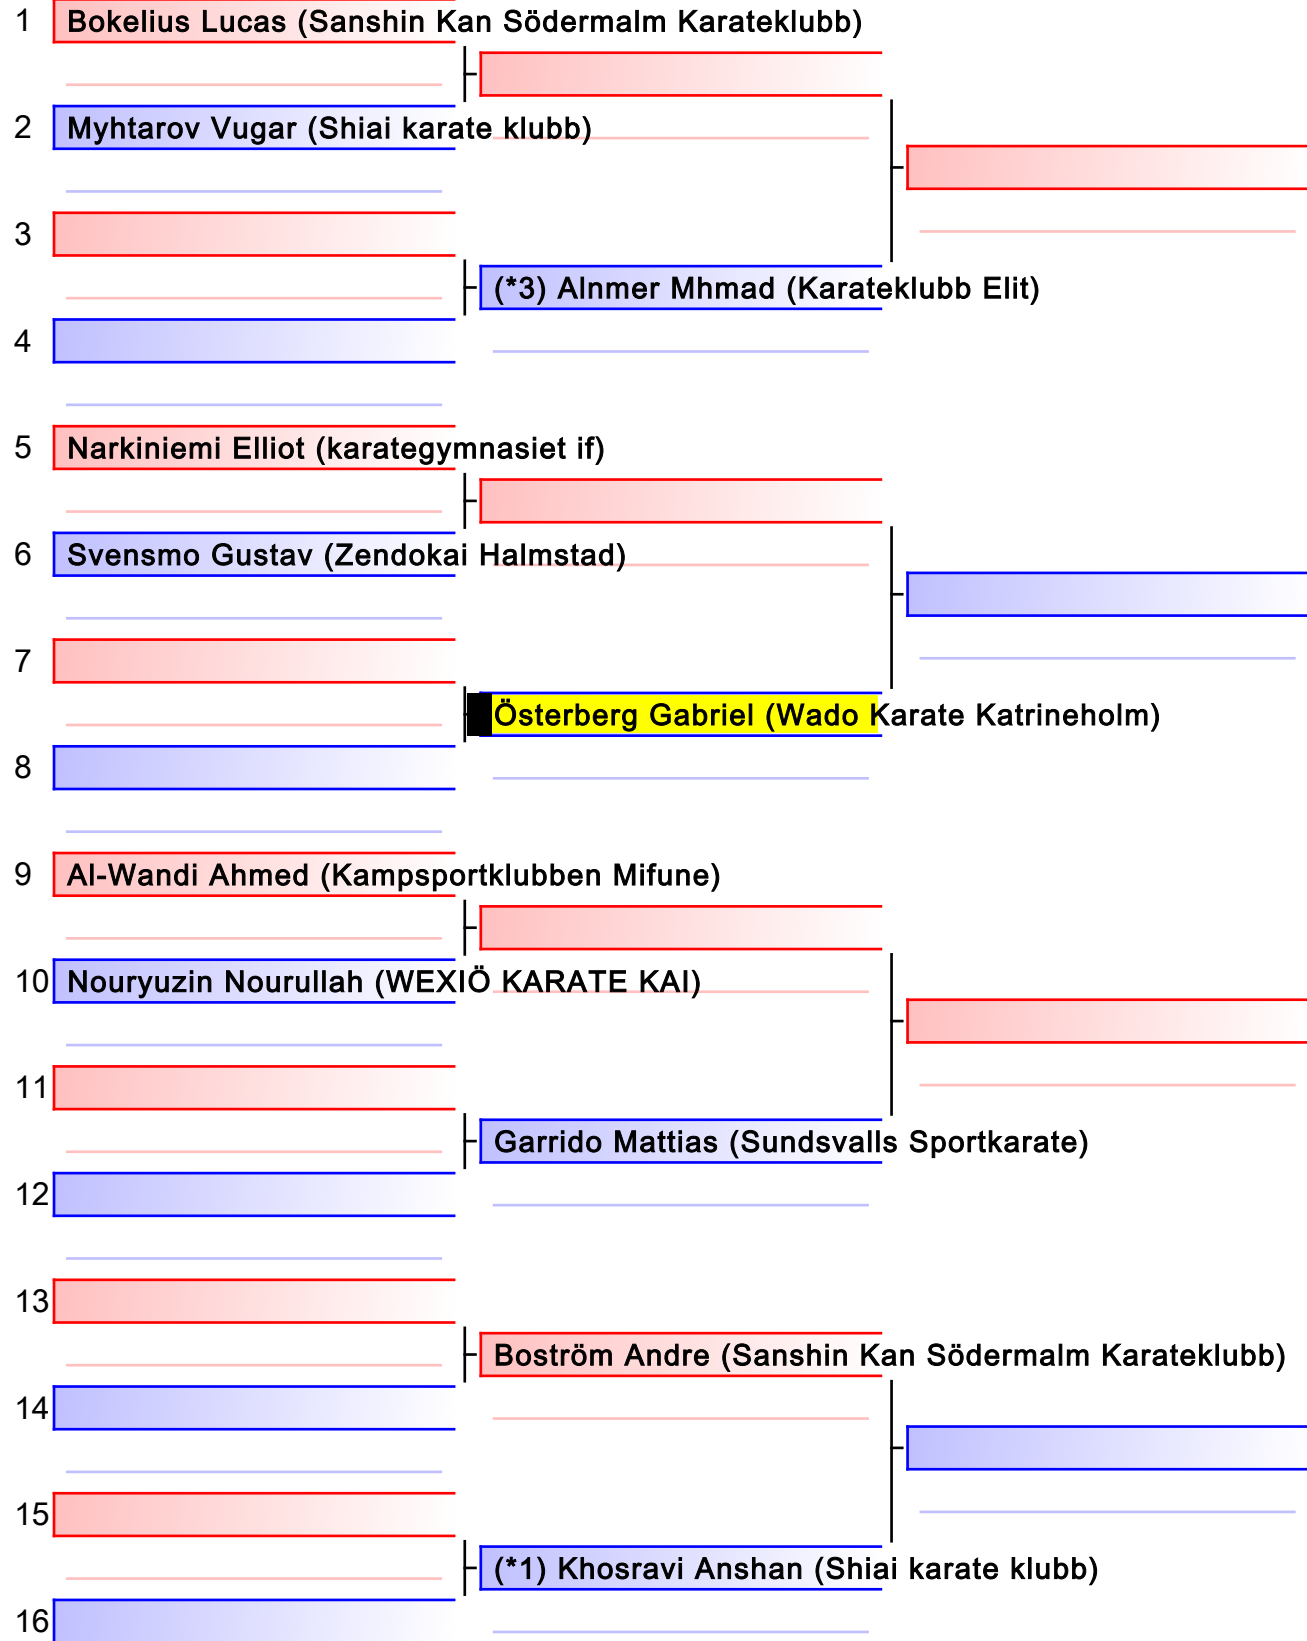 1 Bokelius Lucas (Sanshin Kan Södermalm Karateklubb)
2 Myhtarov Vugar (Shiai karate klubb)
3
(*3) Alnmer Mhmad (Karateklubb Elit)
4
5 Narkiniemi Elliot (karategymnasiet if)
6 Svensmo Gustav (Zendokai Halmstad)
7
Österberg Gabriel (Wado Karate Katrineholm)
8
9 Al-Wandi Ahmed (Kampsportklubben Mifune)
10 Nouryuzin Nourullah (WEXIÖ KARATE KAI)
11
Garrido Mattias (Sundsvalls Sportkarate)
12
13
Boström Andre (Sanshin Kan Södermalm Karateklubb)
14
15
(*1) Khosravi Anshan (Shiai karate klubb)
16